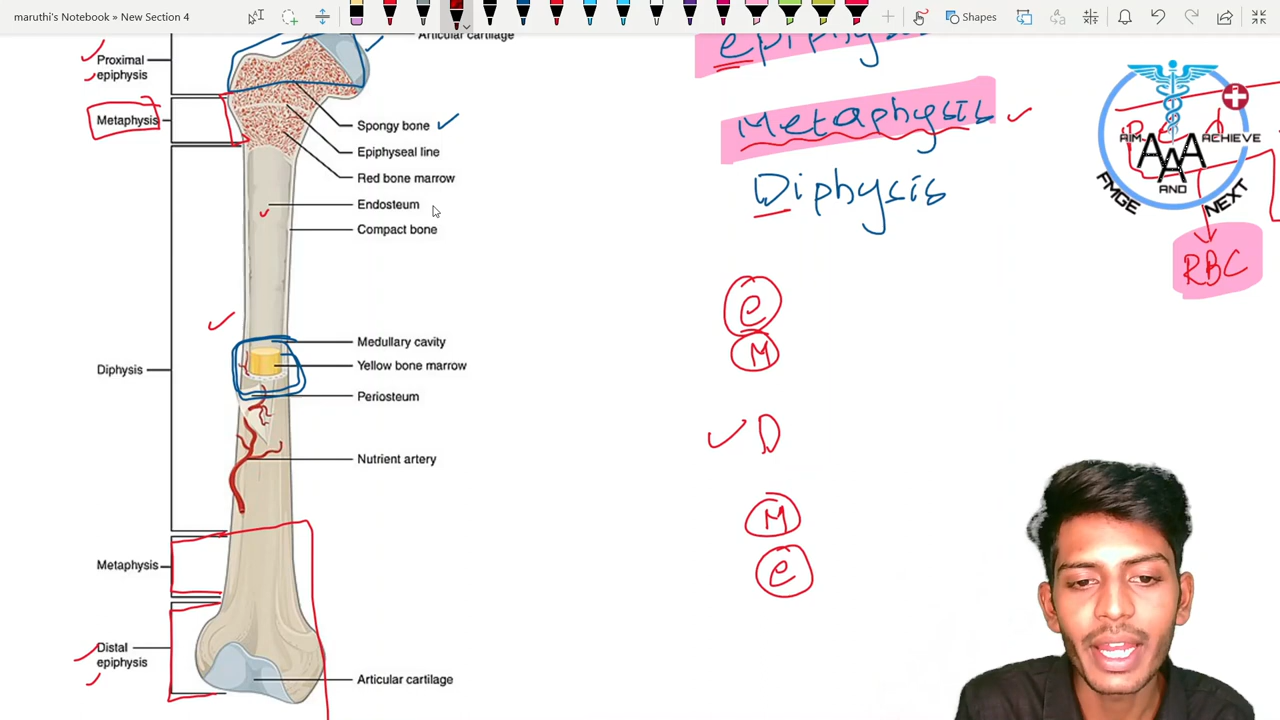 maruthi's Notebook » New Section 4
Shapes
Articular cartilage
Proximal
epiphysis
Metaphysis
Spongy bone
Epiphyseal line
Red bone marrow
Endosteum
Compact bone
Medullary cavity
Diphysis
Yellow bone marrow
Periosteum
Nutrient artery
Metaphysis
Distal
epiphysis
Articular cartilage
epiphysis
Metaphysis
Diphysis
e
M
D
M
e
AIM ACHIEVE
AAA
AND
FMGE NEXT
RBC